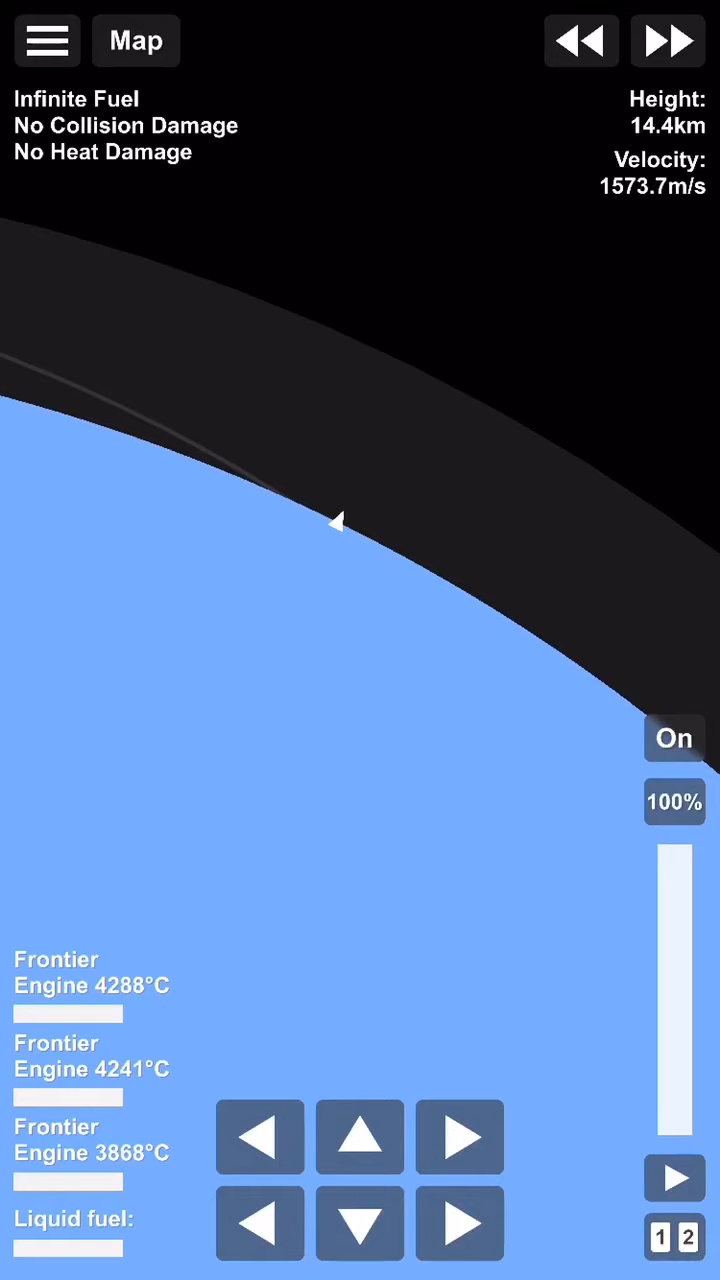 Map
Infinite Fuel
No Collision Damage
No Heat Damage
Height:
14.4km
Velocity:
1573.7m/s
On
100%
Frontier
Engine 4288°C
Frontier
Engine 4241°C
Frontier
Engine 3868°C
Liquid fuel:
1 2